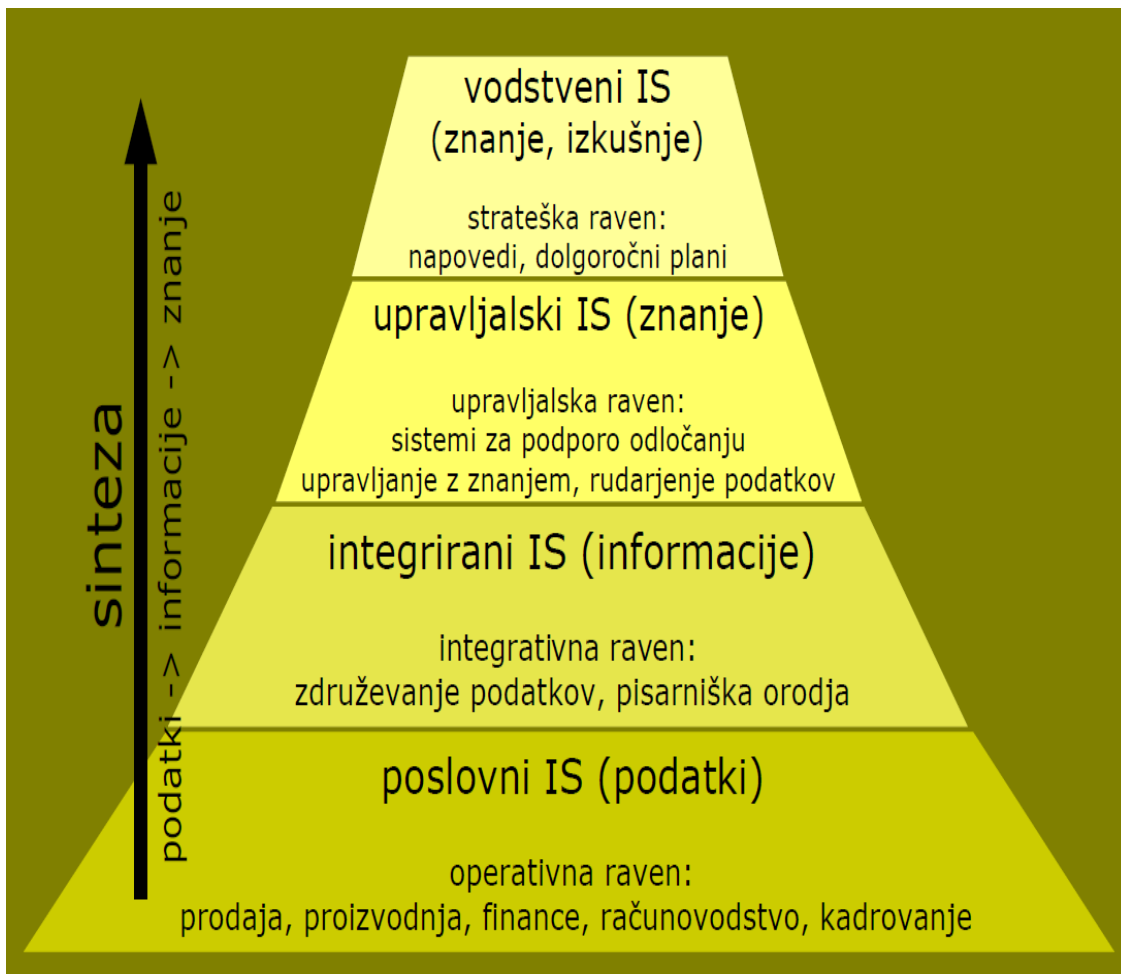 vodstveni IS
(znanje, izkušnje)
strateška raven:
napovedi, dolgoročni plani
upravljalski IS (znanje)
upravljalska raven:
sistemi za podporo odločanju
upravljanje z znanjem, rudarjenje podatkov
integrirani IS (informacije)
integrativna raven:
združevanje podatkov, pisarniška orodja
poslovni IS (podatki)
operativna raven:
prodaja, proizvodnja, finance, računovodstvo, kadrovanje
sinteza
podatki -> informacije -> znanje